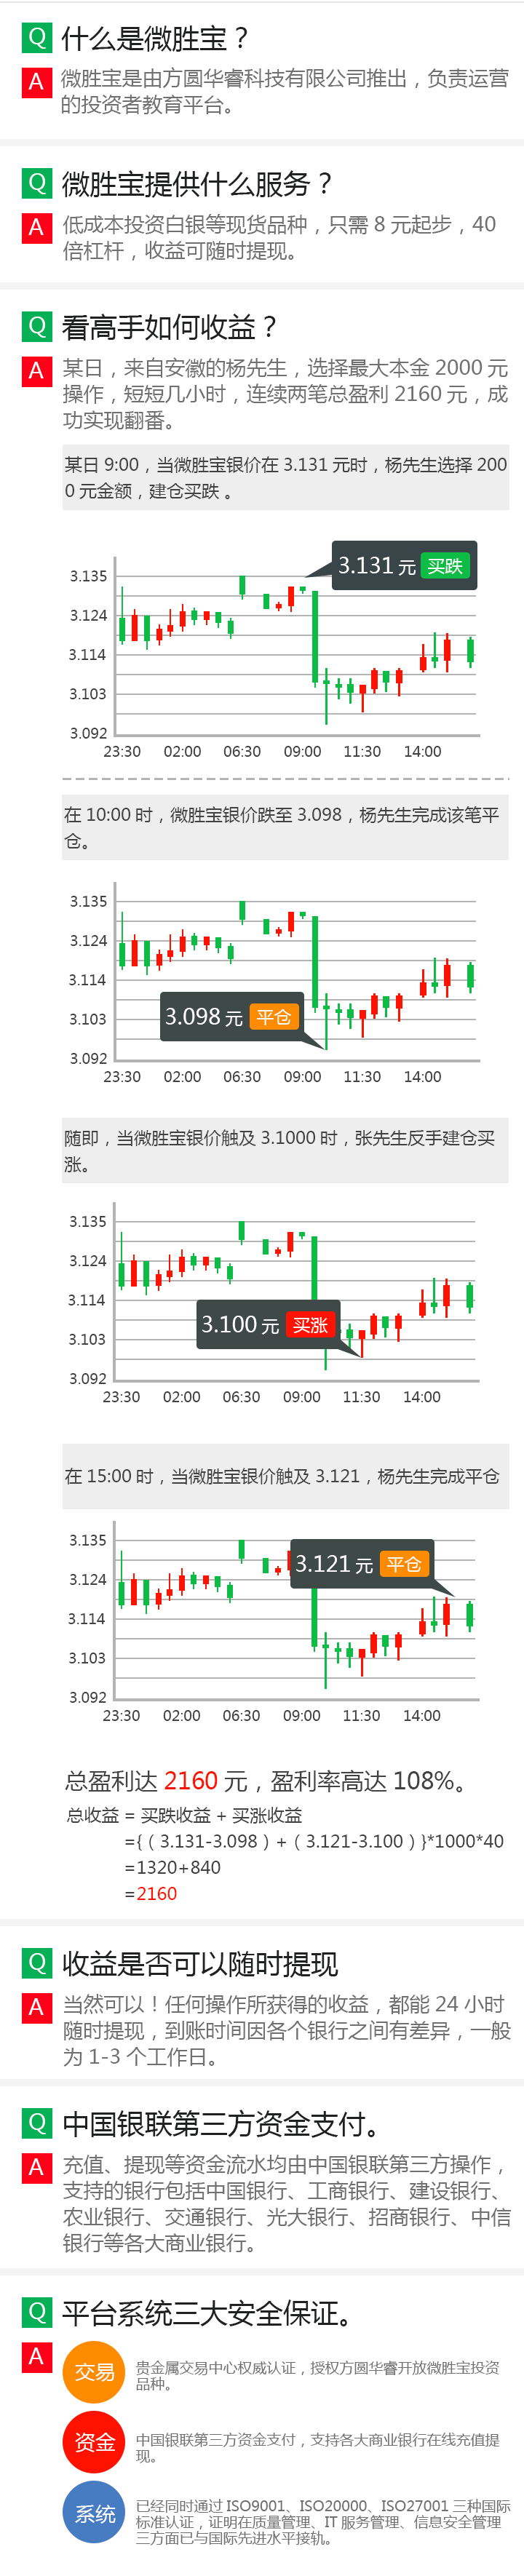 Q 什么是微胜宝？
A 微胜宝是由方圆华睿科技有限公司推出，负责运营
的投资者教育平台。
Q 微胜宝提供什么服务？
A 低成本投资白银等现货品种，只需 8 元起步，40
倍杠杆，收益可随时提现。
Q 看高手如何收益？
A 某日，来自安徽的杨先生，选择最大本金 2000 元
操作，短短几小时，连续两笔总盈利 2160 元，成
功实现翻番。
某日 9:00，当微胜宝银价在 3.131 元时，杨先生选择 200
0 元金额，建仓买跌 。
3.131 元 买跌
3.135
3.124
3.114
3.103
3.092
23:30 02:00 06:30 09:00 11:30 14:00
在 10:00 时，微胜宝银价跌至 3.098，杨先生完成该笔平
仓。
3.135
3.124
3.114
3.098 元 平仓
3.103
3.092
23:30 02:00 06:30 09:00 11:30 14:00
随即，当微胜宝银价触及 3.1000 时，张先生反手建仓买
涨。
3.135
3.124
3.114
3.100 元 买涨
3.103
3.092
23:30 02:00 06:30 09:00 11:30 14:00
在 15:00 时，当微胜宝银价触及 3.121，杨先生完成平仓
3.135
3.121 元 平仓
3.124
3.114
3.103
3.092
23:30 02:00 06:30 09:00 11:30 14:00
总盈利达 2160 元，盈利率高达 108%。
总收益 = 买跌收益 + 买涨收益
={( 3.131-3.098 ) + ( 3.121-3.100 ) }*1000*40
=1320+840
=2160
Q 收益是否可以随时提现
A 当然可以！任何操作所获得的收益，都能 24 小时
随时提现，到账时间因各个银行之间有差异，一般
为 1-3 个工作日。
Q 中国银联第三方资金支付。
A 充值、提现等资金流水均由中国银联第三方操作，
支持的银行包括中国银行、工商银行、建设银行、
农业银行、交通银行、光大银行、招商银行、中信
银行等各大商业银行。
Q 平台系统三大安全保证。
A
交易 贵金属交易中心权威认证，授权方圆华睿开放微胜宝投资
品种。
资金 中国银联第三方资金支付，支持各大商业银行在线充值提
现。
系统 已经同时通过 ISO9001、ISO20000、ISO27001 三种国际
标准认证，证明在质量管理、IT 服务管理、信息安全管理
三方面已与国际先进水平接轨。